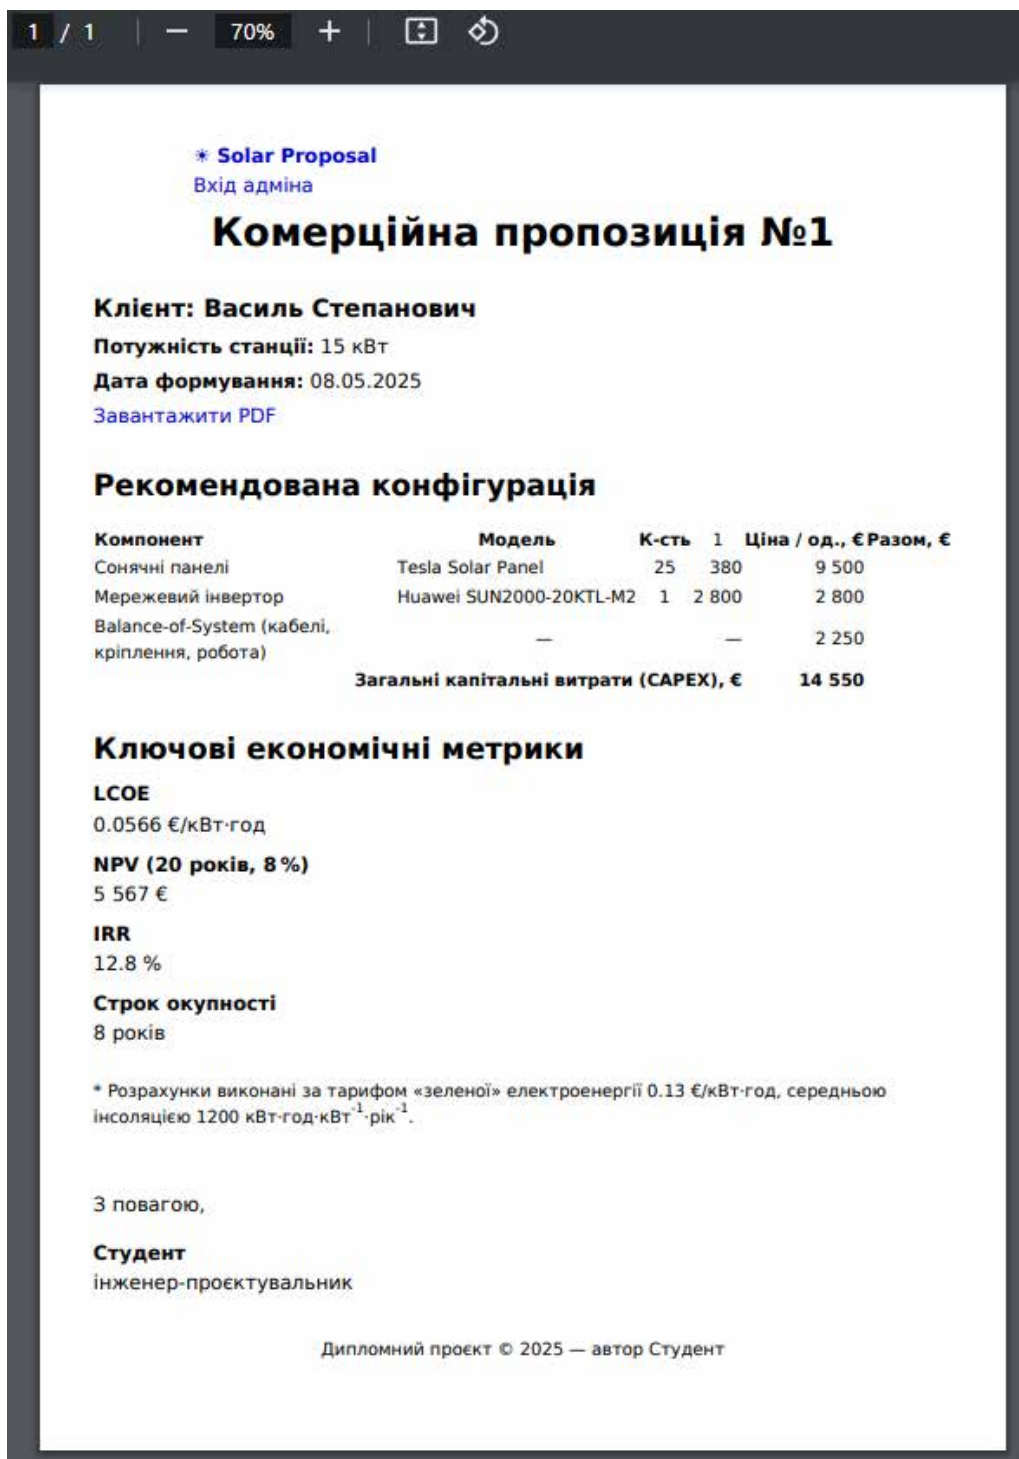 1 / 1 — 70% +
☀ Solar Proposal
Вхід адміна
Комерційна пропозиція №1
Клієнт: Василь Степанович
Потужність станції: 15 кВт
Дата формування: 08.05.2025
Завантажити PDF
Рекомендована конфігурація
Компонент Модель К-сть 1 Ціна / од., € Разом, €
Сонячні панелі Tesla Solar Panel 25 380 9 500
Мережевий інвертор Huawei SUN2000-20KTL-M2 1 2 800 2 800
Balance-of-System (кабелі,
кріплення, робота) — — 2 250
Загальні капітальні витрати (CAPEX), € 14 550
Ключові економічні метрики
LCOE
0.0566 €/кВт·год
NPV (20 років, 8 %)
5 567 €
IRR
12.8 %
Строк окупності
8 років
* Розрахунки виконані за тарифом «зеленої» електроенергії 0.13 €/кВт·год, середньою
інсоляцією 1200 кВт·год·кВт⁻¹·рік⁻¹.
З повагою,
Студент
інженер-проєктувальник
Дипломний проєкт © 2025 — автор Студент